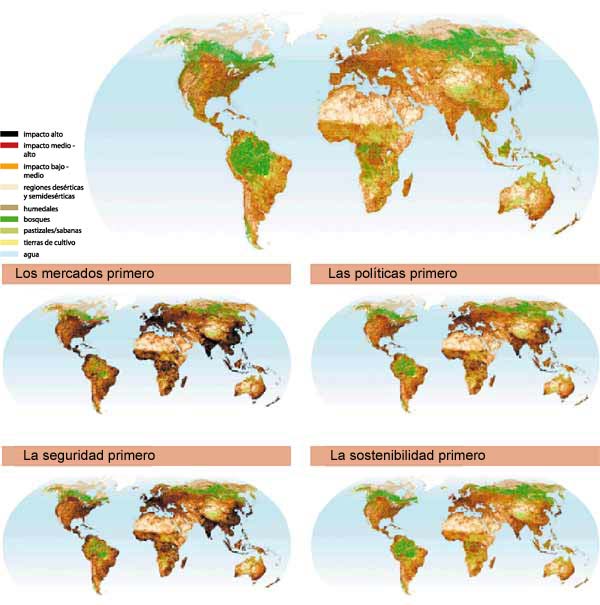 impacto alto
impacto medio -
alto
impacto bajo -
medio
regiones desérticas
y semidesérticas
humedales
bosques
pastizales/sabanas
tierras de cultivo
agua
Los mercados primero
Las políticas primero
La seguridad primero
La sostenibilidad primero